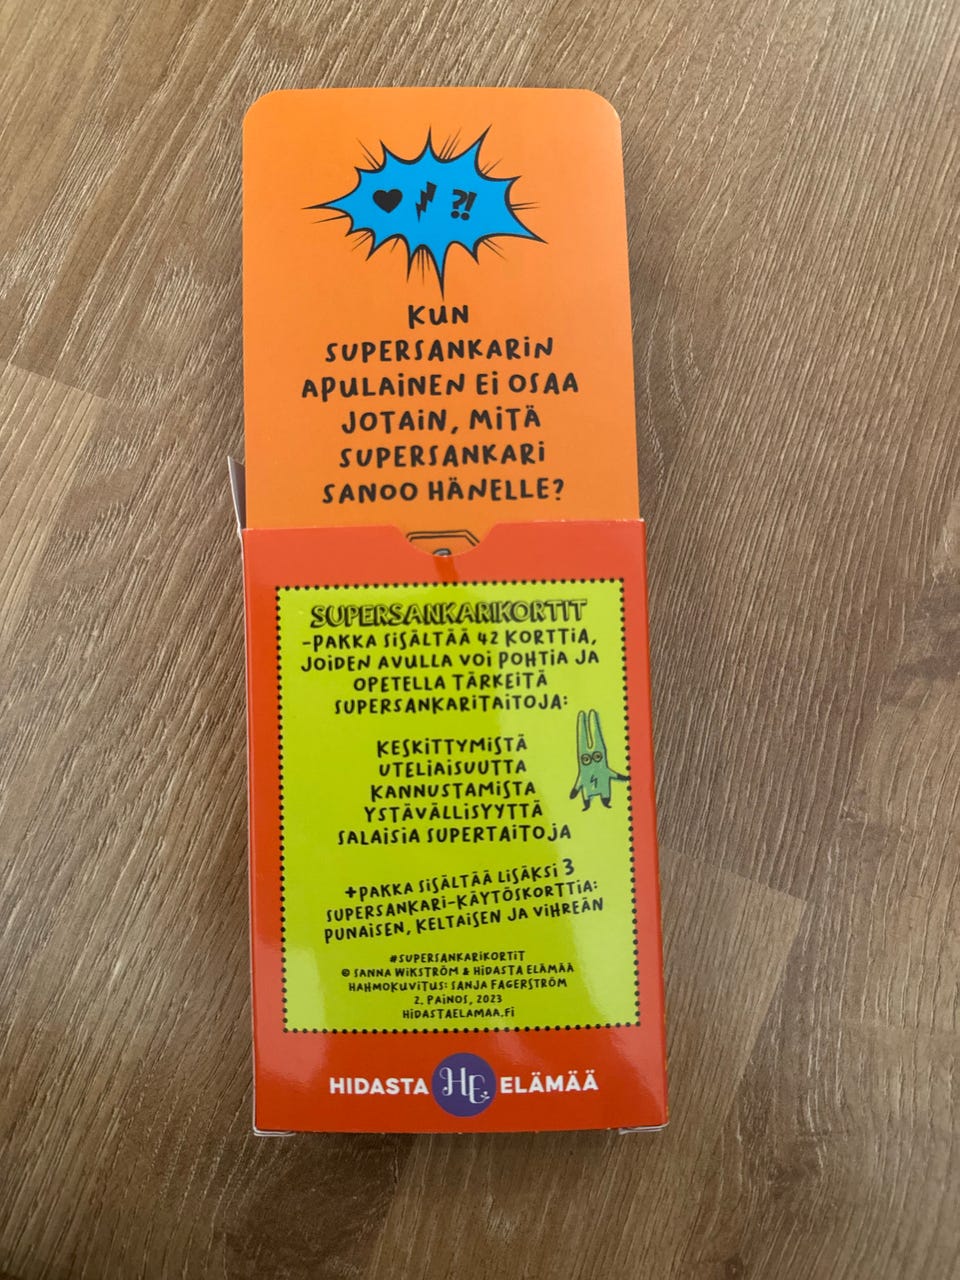 ?!
KUN
SUPERSANKARIN
APULAINEN EI OSAA
JOTAIN, MITÄ
SUPERSANKARI
SANOO HÄNELLE?
SUPERSANKARIKORTIT
-PAKKA SISÄLTÄÄ 42 KORTTIA,
JOIDEN AVULLA VOI POHTIA JA
OPETELLA TÄRKEITÄ
SUPERSANKARITAITOJA:
KESKITTYMISTÄ
UTELIAISUUTTA
KANNUSTAMISTA
YSTÄVÄLLISYYTTÄ
SALAISIA SUPERTAITOJA
+PAKKA SISÄLTÄÄ LISÄKSI 3
SUPERSANKARI-KÄYTÖSKORTTIA:
PUNAISEN, KELTAISEN JA VIHREÄN
#SUPERSANKARIKORTIT
© SANNA WIKSTRÖM & HIDASTA ELÄMÄÄ
HAHMOKUVITUS: SANJA FAGERSTRÖM
2. PAINOS, 2023
HIDASTAELAMAA.FI
HIDASTA HE ELÄMÄÄ